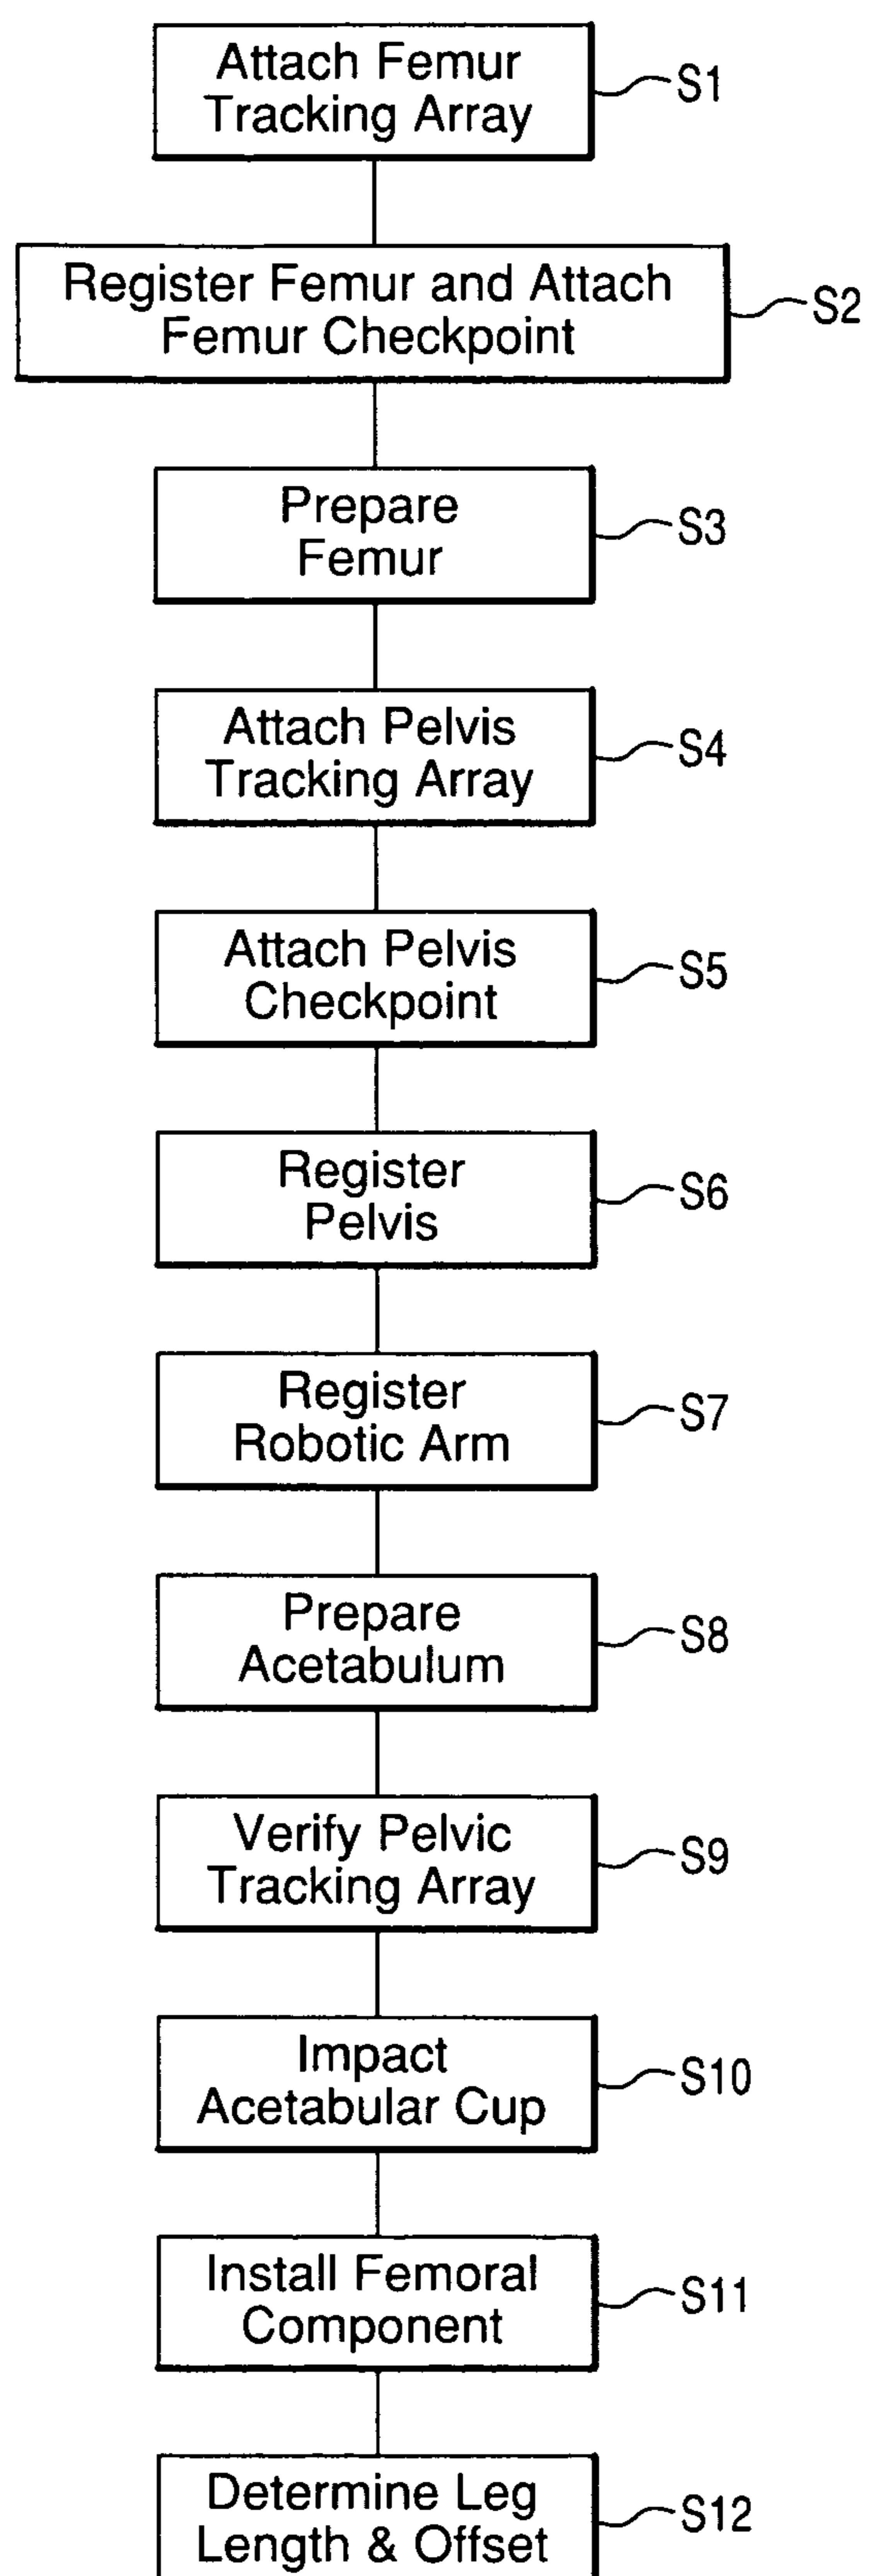 Attach Femur
Tracking Array
S1
Register Femur and Attach
Femur Checkpoint
S2
Prepare
Femur
S3
Attach Pelvis
Tracking Array
S4
Attach Pelvis
Checkpoint
S5
Register
Pelvis
S6
Register
Robotic Arm
S7
Prepare
Acetabulum
S8
Verify Pelvic
Tracking Array
S9
Impact
Acetabular Cup
S10
Install Femoral
Component
S11
Determine Leg
Length & Offset
S12